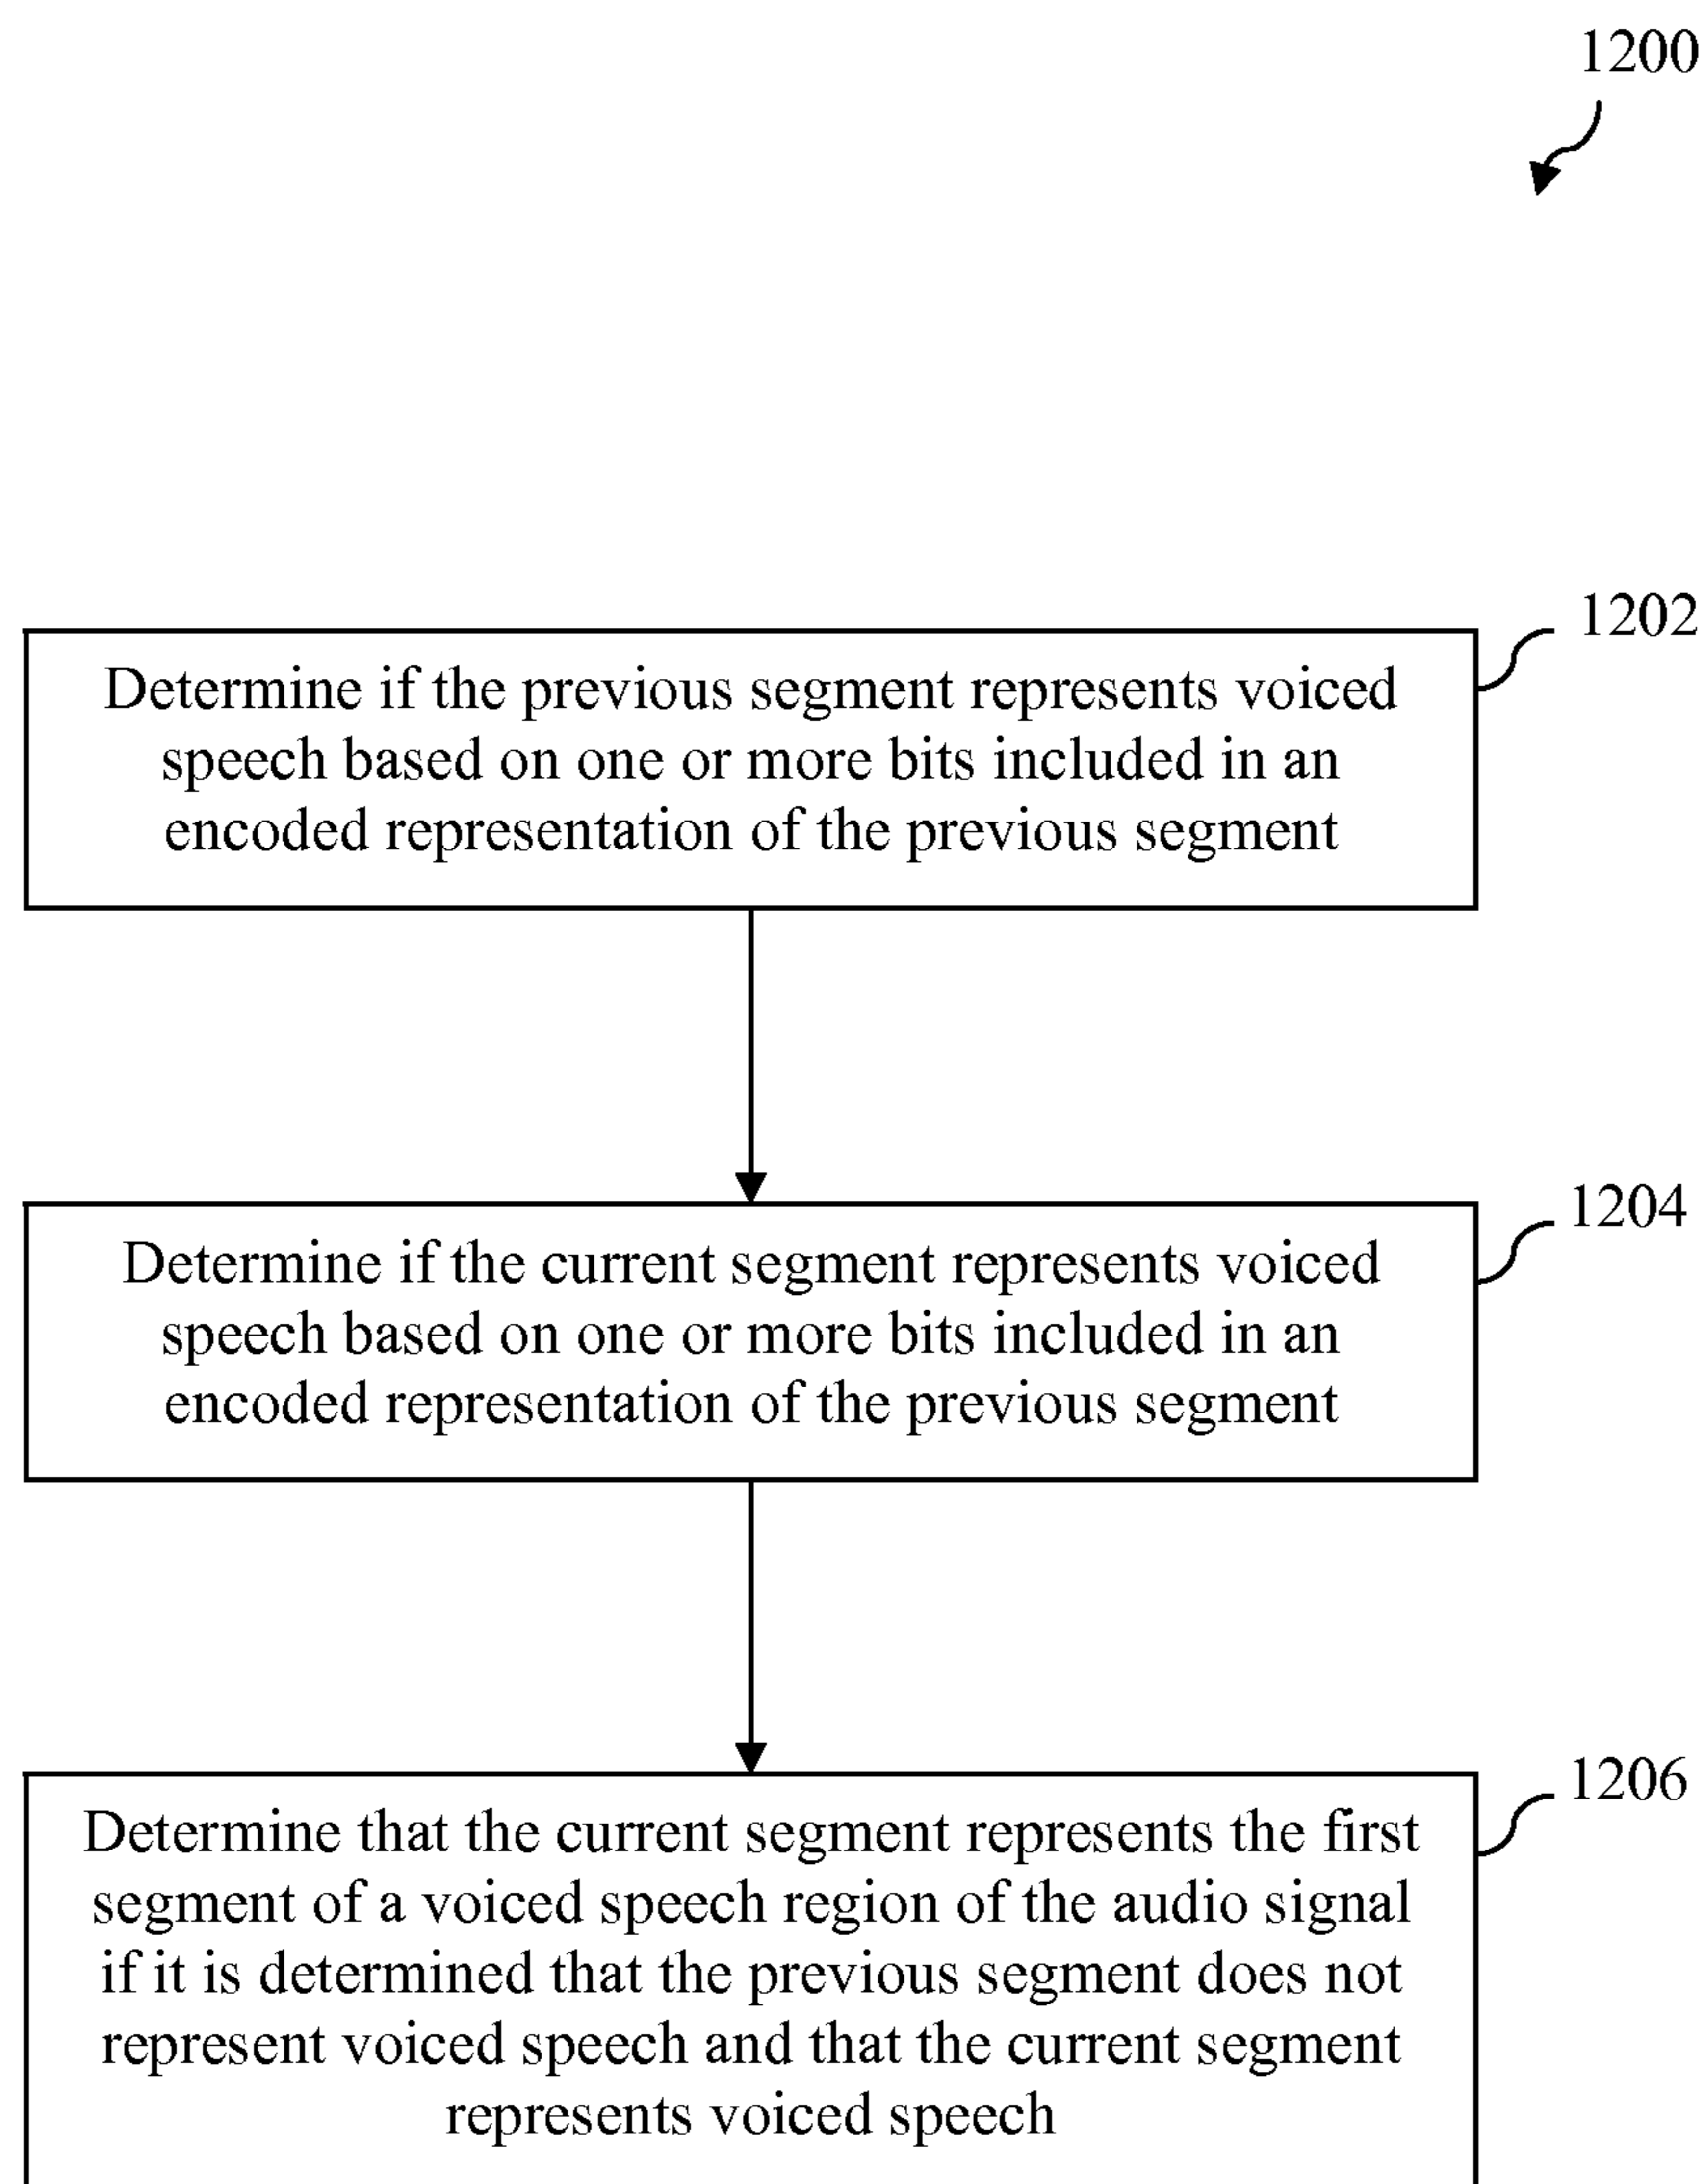 1200
1202
Determine if the previous segment represents voiced
speech based on one or more bits included in an
encoded representation of the previous segment
1204
Determine if the current segment represents voiced
speech based on one or more bits included in an
encoded representation of the previous segment
1206
Determine that the current segment represents the first
segment of a voiced speech region of the audio signal
if it is determined that the previous segment does not
represent voiced speech and that the current segment
represents voiced speech